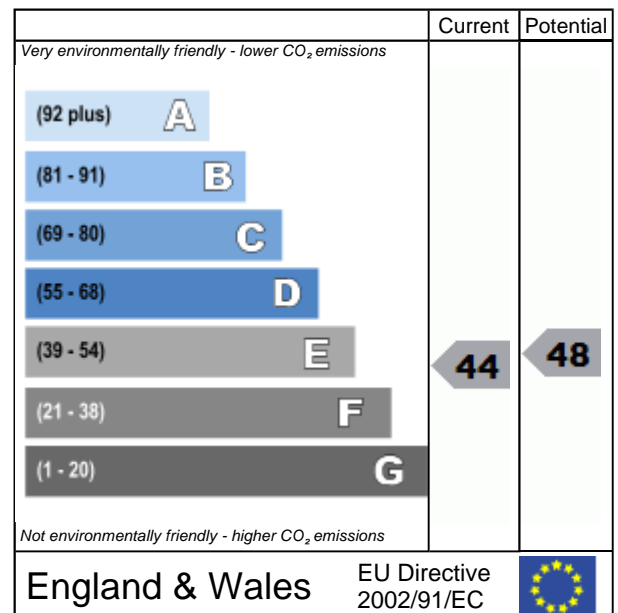 Current Potential
Very environmentally friendly - lower CO₂ emissions
(92 plus) A
(81 - 91) B
(69 - 80) C
(55 - 68) D
(39 - 54) E
44 48
(21 - 38) F
(1 - 20) G
Not environmentally friendly - higher CO₂ emissions
England & Wales
EU Directive
2002/91/EC